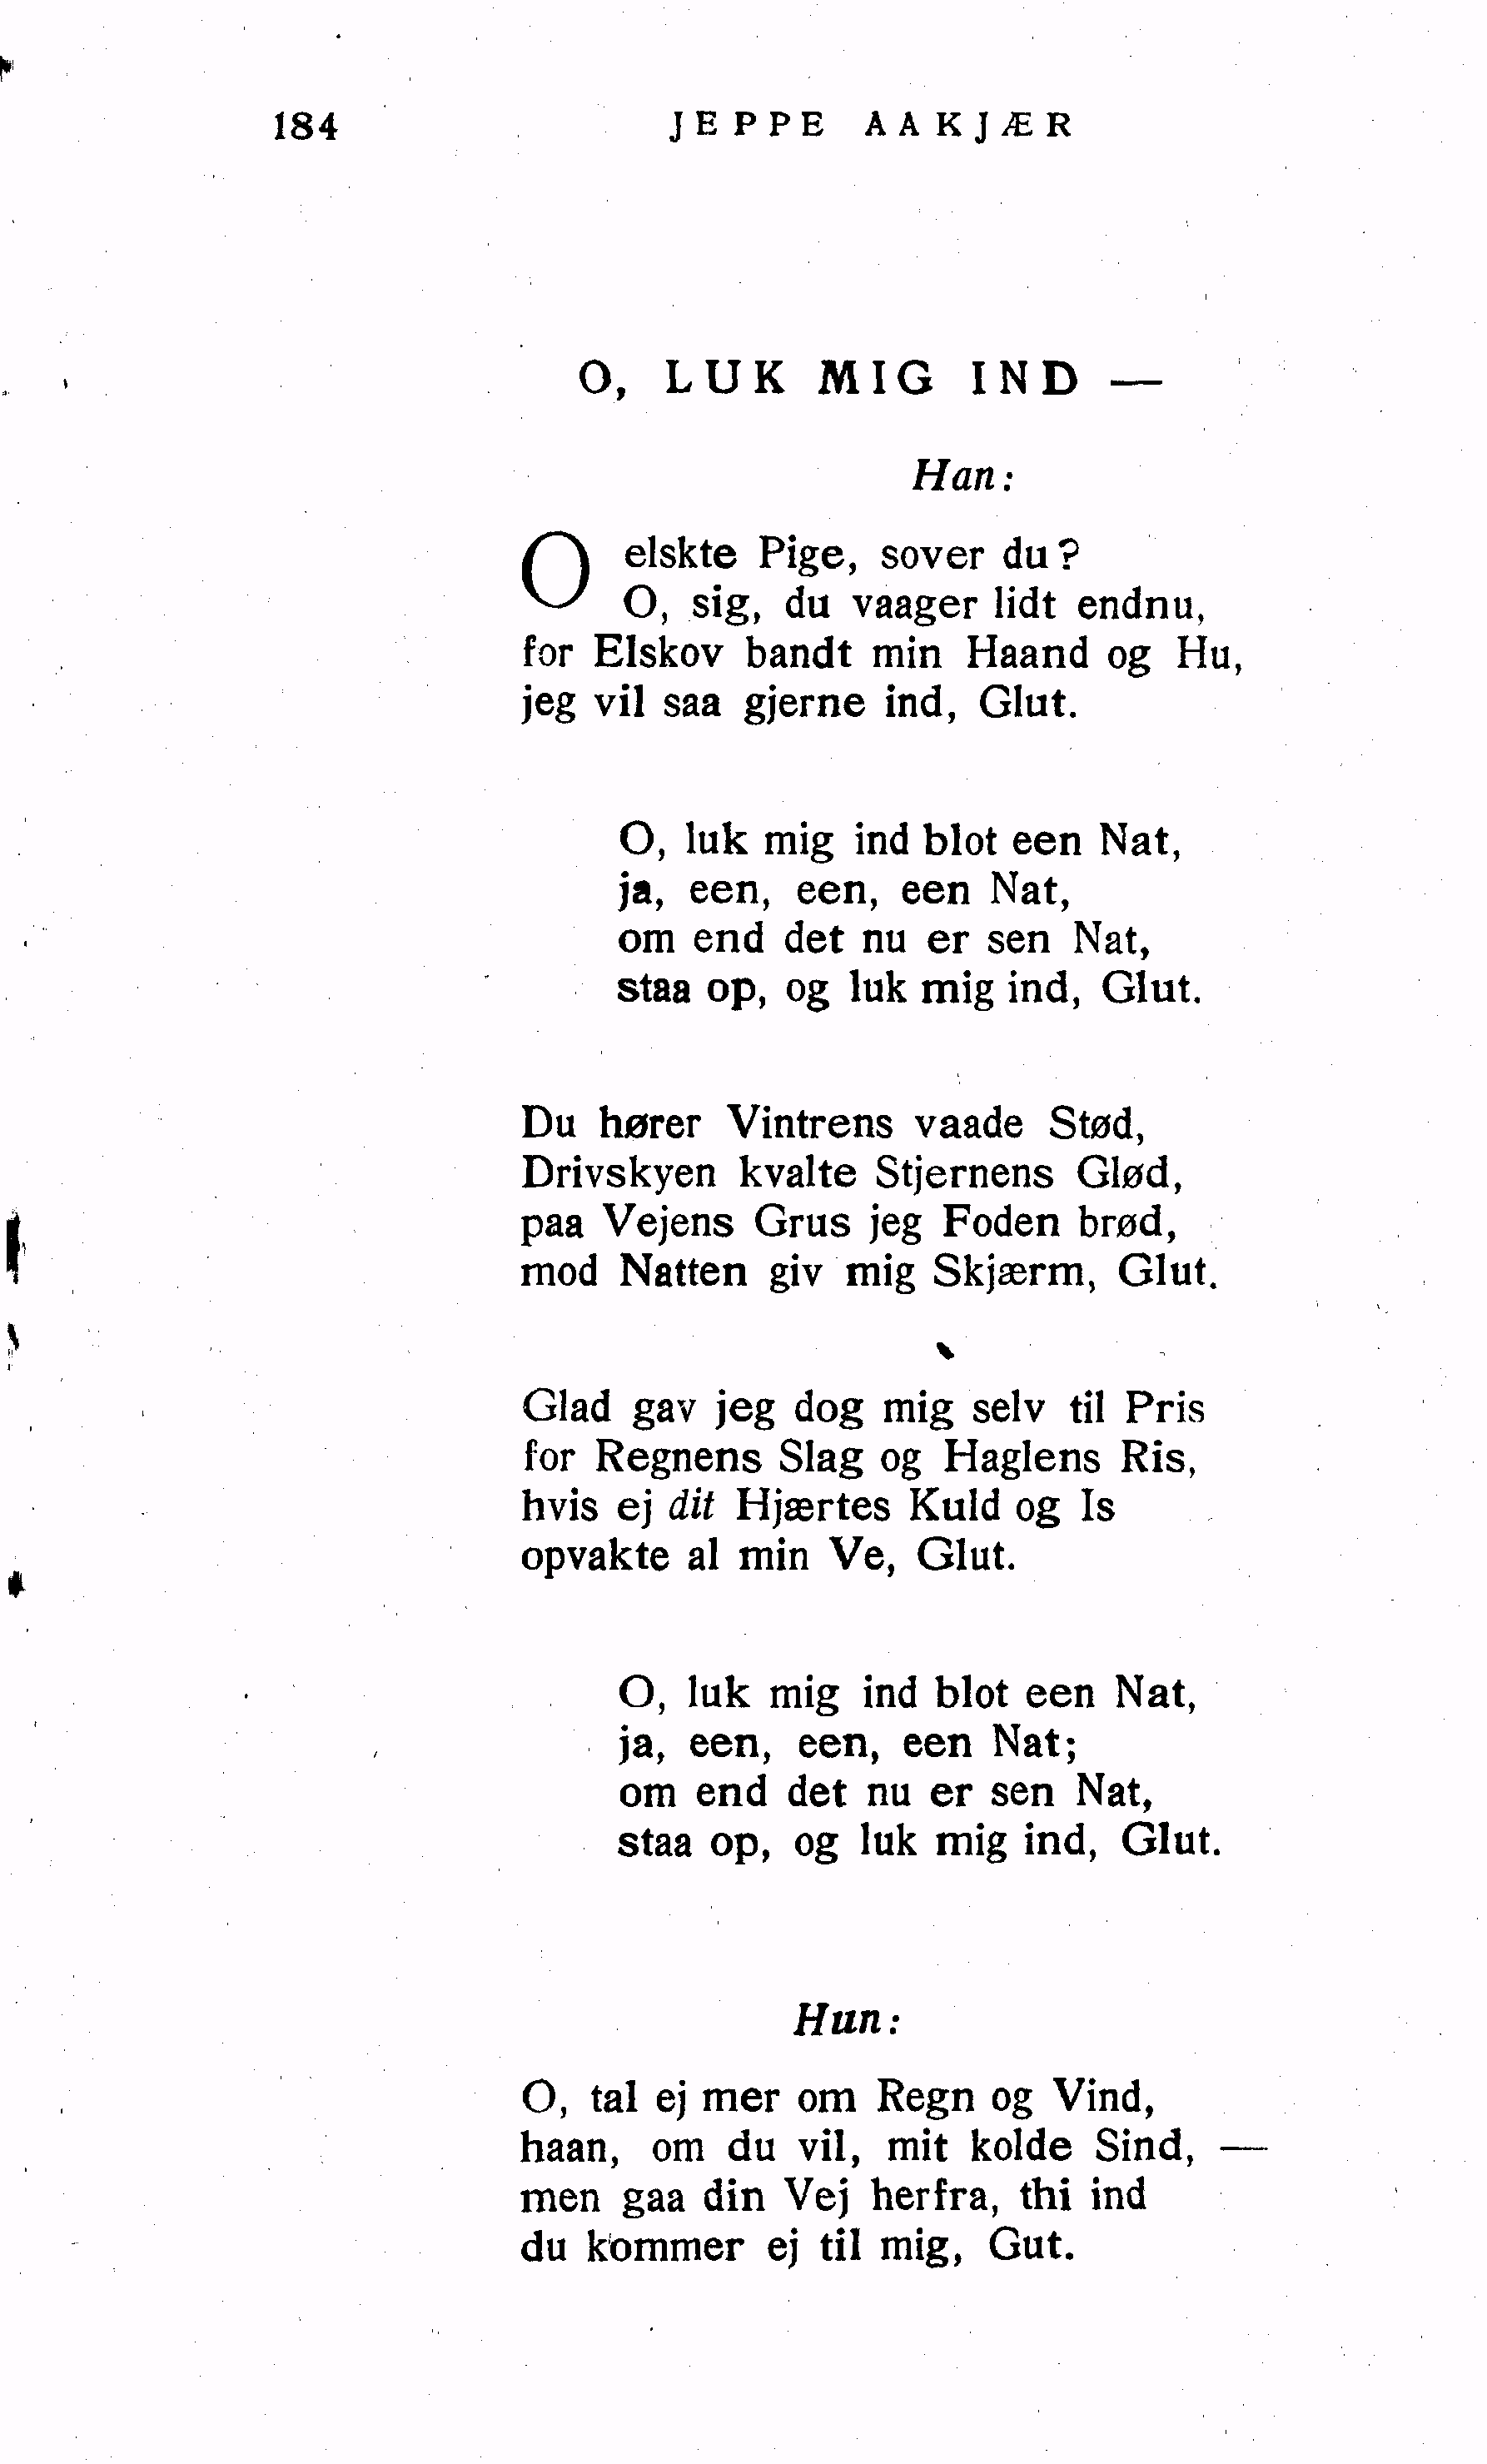 184 JEPPE AAKJÆR
O, LUK MIG IND —
Han:
O elskte Pige, sover du?
O, sig, du vaager lidt endnu,
for Elskov bandt min Haand og Hu,
jeg vil saa gjerne ind, Glut.
O, luk mig ind blot een Nat,
ja, een, een, een Nat,
om end det nu er sen Nat,
staa op, og luk mig ind, Glut.
Du hører Vintrens vaade Stød,
Drivskyen kvalte Stjernens Glød,
paa Vejens Grus jeg Foden brød,
mod Natten giv mig Skjærm, Glut.
Glad gav jeg dog mig selv til Pris
for Regnens Slag og Haglens Ris,
hvis ej dit Hjærtes Kuld og Is
opvakte al min Ve, Glut.
O, luk mig ind blot een Nat,
ja, een, een, een Nat;
om end det nu er sen Nat,
staa op, og luk mig ind, Glut.
Hun:
O, tal ej mer om Regn og Vind,
haan, om du vil, mit kolde Sind, —
men gaa din Vej herfra, thi ind
du kommer ej til mig, Gut.